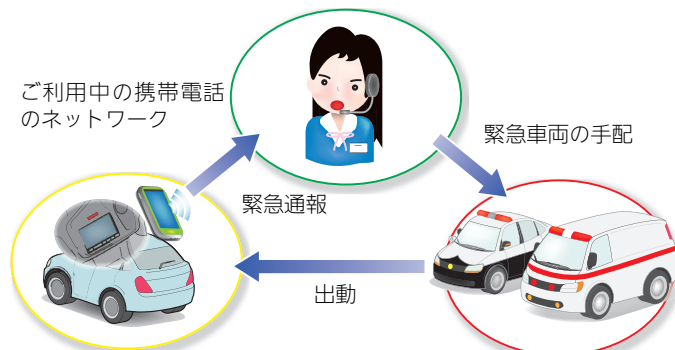 ご利用中の携帯電話
のネットワーク
緊急車両の手配
緊急通報
出動